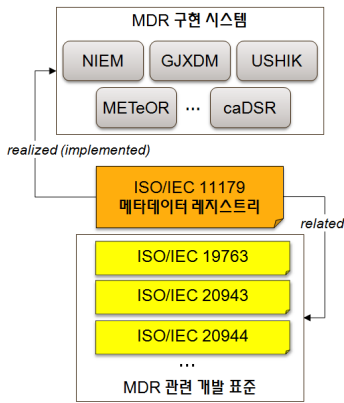 MDR 구현 시스템
NIEM
GJXDM
USHIK
METeOR
...
caDSR
realized (implemented)
ISO/IEC 11179
메타데이터 레지스트리
related
ISO/IEC 19763
ISO/IEC 20943
ISO/IEC 20944
...
MDR 관련 개발 표준